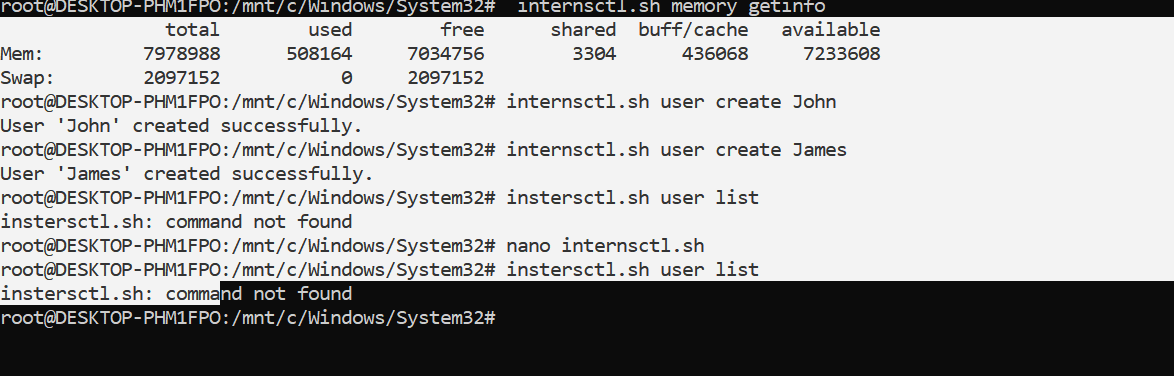 root@DESKTOP-PHM1FPO:/mnt/c/Windows/System32#  internsctl.sh memory getinfo
              total        used        free      shared  buff/cache   available
Mem:        7978988      508164     7034756        3304      436068     7233608
Swap:       2097152           0     2097152
root@DESKTOP-PHM1FPO:/mnt/c/Windows/System32# internsctl.sh user create John
User 'John' created successfully.
root@DESKTOP-PHM1FPO:/mnt/c/Windows/System32# internsctl.sh user create James
User 'James' created successfully.
root@DESKTOP-PHM1FPO:/mnt/c/Windows/System32# instersctl.sh user list
instersctl.sh: command not found
root@DESKTOP-PHM1FPO:/mnt/c/Windows/System32# nano internsctl.sh
root@DESKTOP-PHM1FPO:/mnt/c/Windows/System32# instersctl.sh user list
instersctl.sh: command not found
root@DESKTOP-PHM1FPO:/mnt/c/Windows/System32#